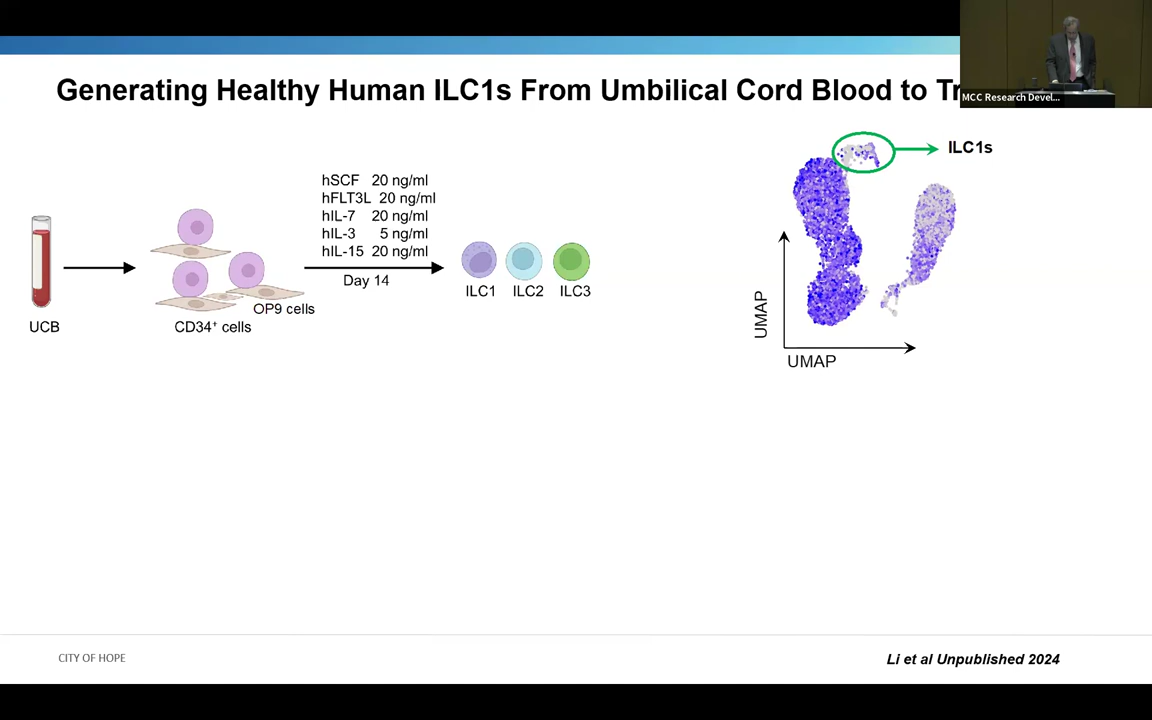 Generating Healthy Human ILC1s From Umbilical Cord Blood to
MCC Research Devel...
ILC1s
hSCF 20 ng/ml
hFLT3L 20 ng/ml
hIL-7 20 ng/ml
hIL-3 5 ng/ml
hIL-15 20 ng/ml
Day 14
ILC1 ILC2 ILC3
OP9 cells
UCB
CD34⁺ cells
UMAP
UMAP
CITY OF HOPE
Li et al Unpublished 2024